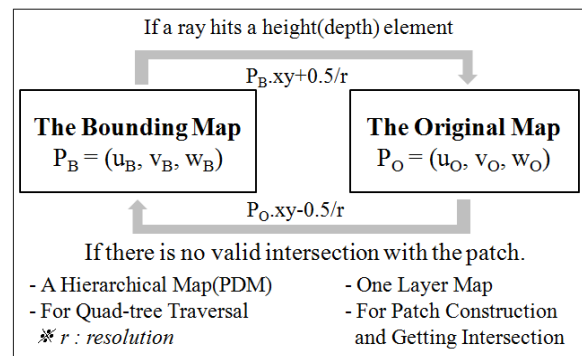 If a ray hits a height(depth) element
P_B.xy+0.5/r
The Bounding Map
P_B = (u_B, v_B, w_B)
The Original Map
P_O = (u_O, v_O, w_O)
P_O.xy-0.5/r
If there is no valid intersection with the patch.
- A Hierarchical Map(PDM)
- For Quad-tree Traversal
※ r : resolution
- One Layer Map
- For Patch Construction
and Getting Intersection